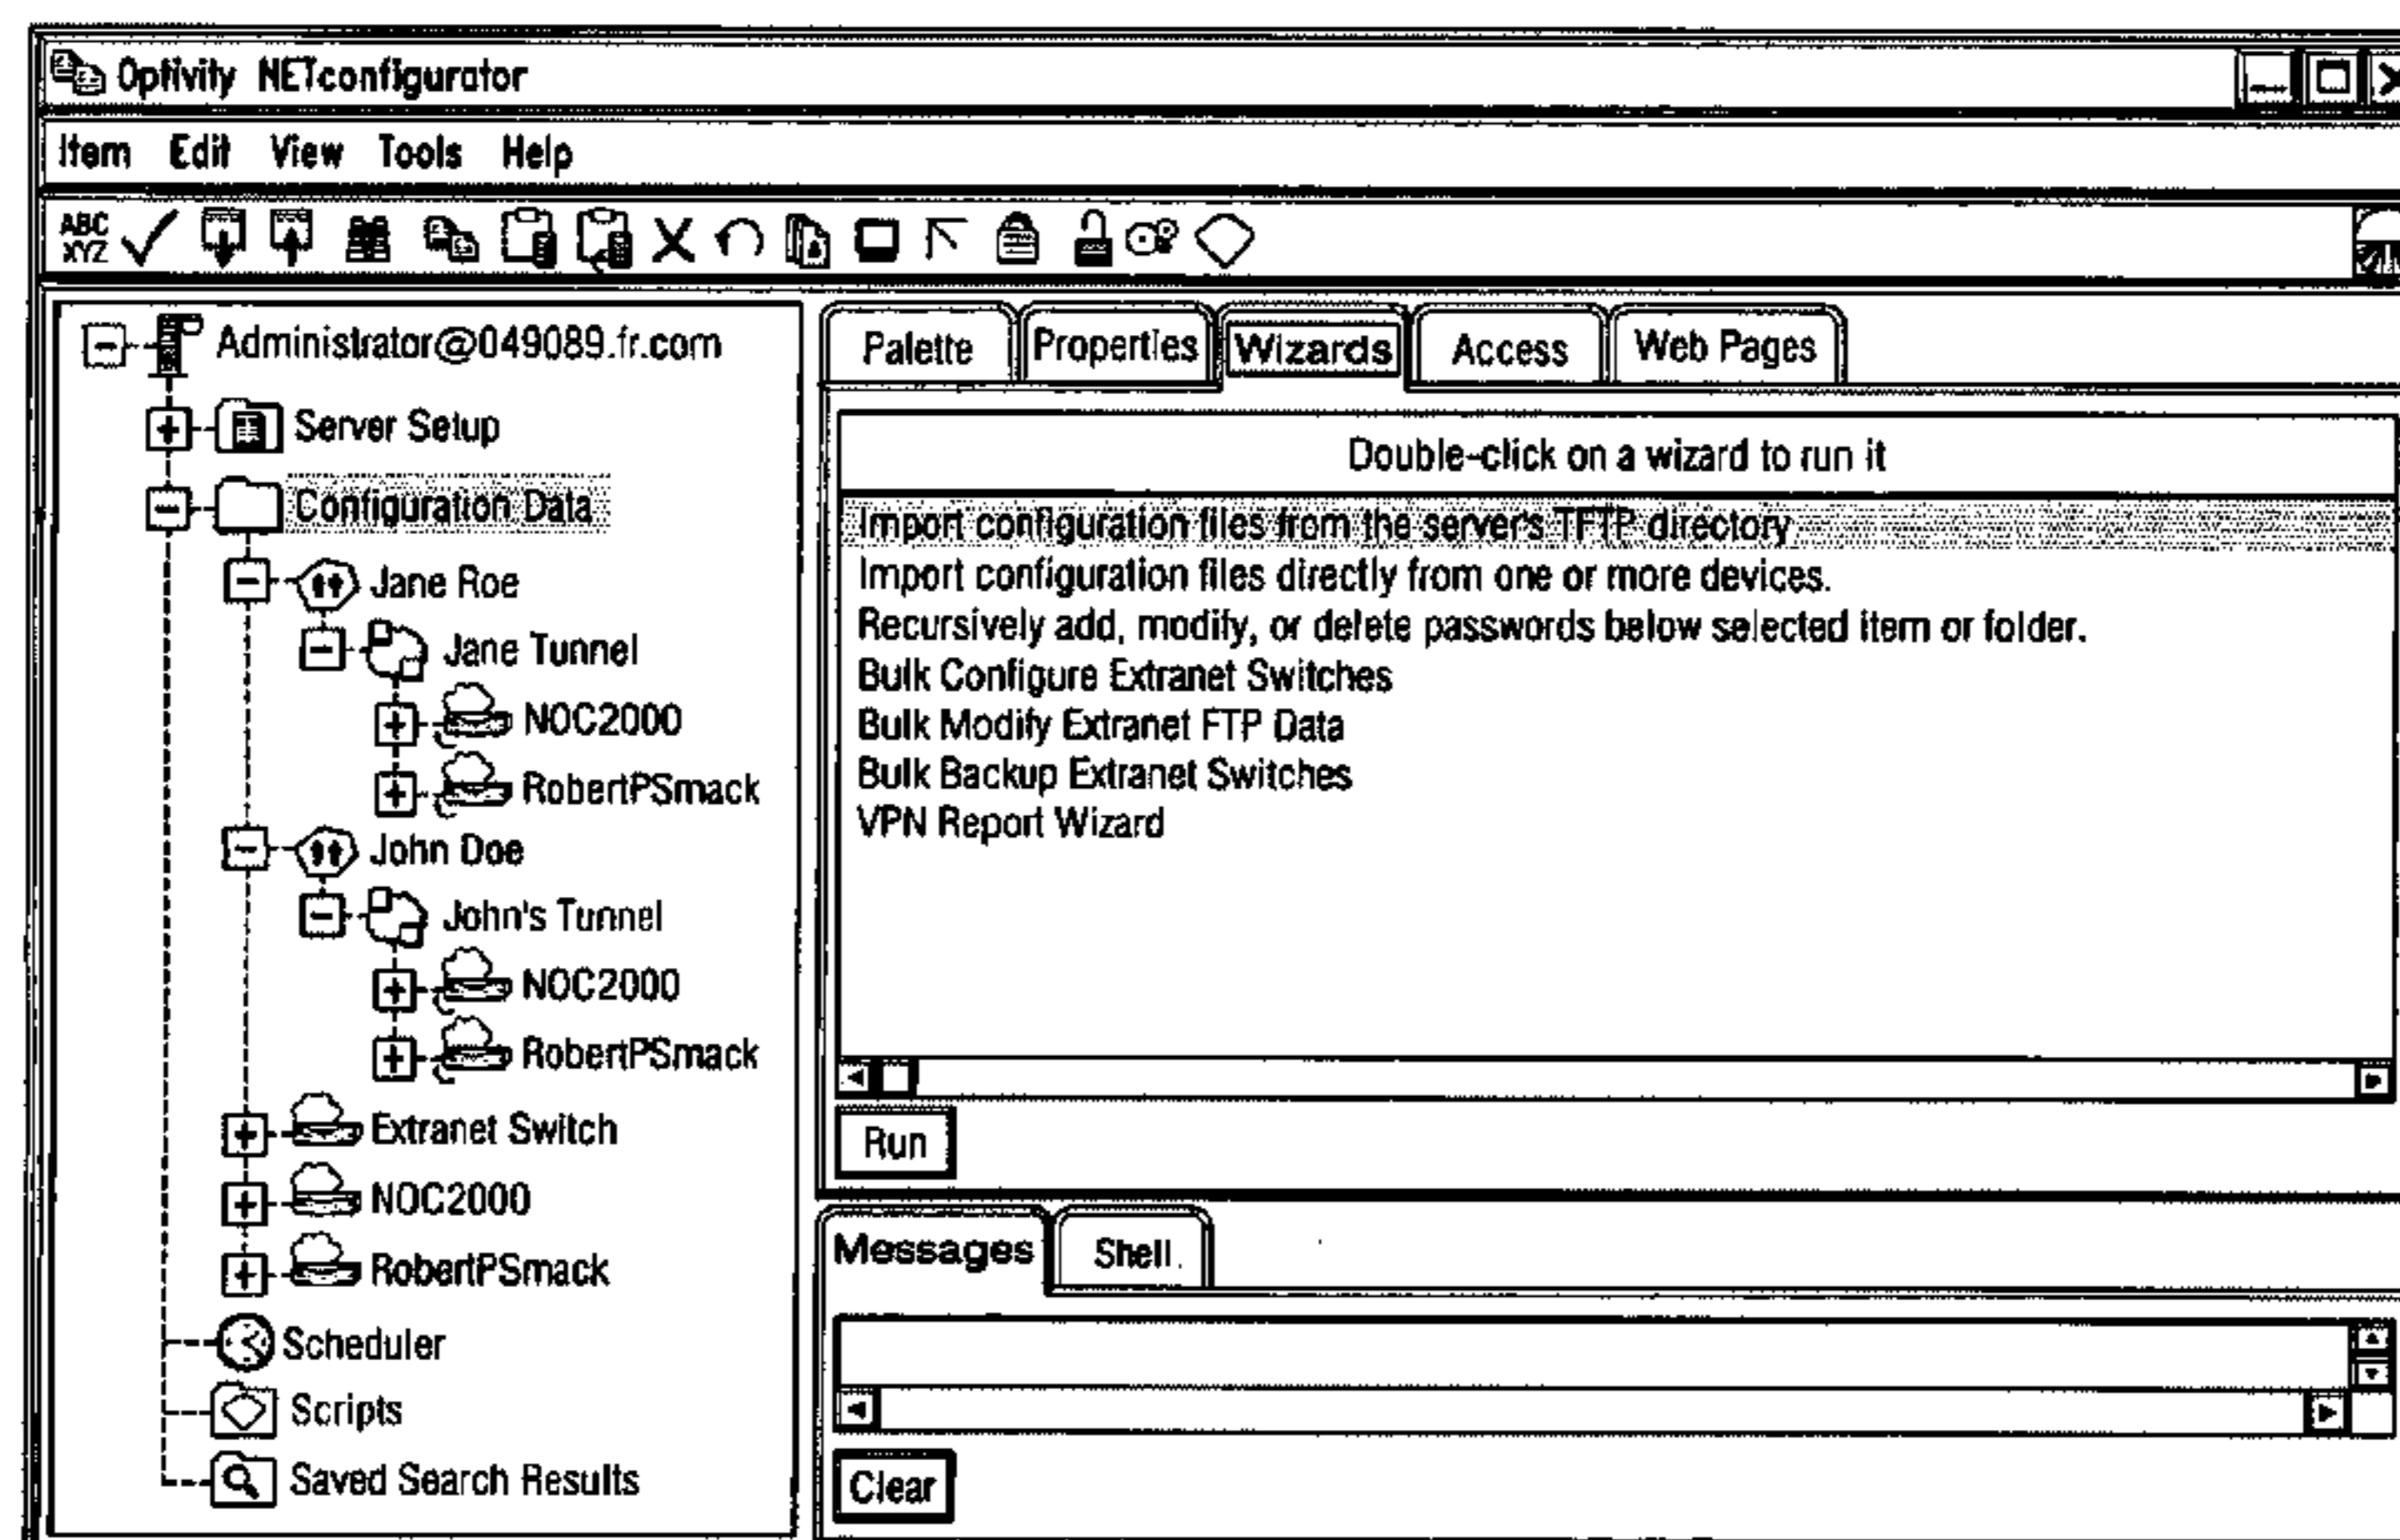 Optivity NETconfigurator
Item Edit View Tools Help
ABC
XYZ
Administrator@049089.fr.com
Server Setup
Configuration Data
Jane Roe
Jane Tunnel
NOC2000
RobertPSmack
John Doe
John's Tunnel
NOC2000
RobertPSmack
Extranet Switch
NOC2000
RobertPSmack
Scheduler
Scripts
Saved Search Results
Palette Properties Wizards Access Web Pages
Double-click on a wizard to run it
Import configuration files from the server's TFTP directory
Import configuration files directly from one or more devices.
Recursively add, modify, or delete passwords below selected item or folder.
Bulk Configure Extranet Switches
Bulk Modify Extranet FTP Data
Bulk Backup Extranet Switches
VPN Report Wizard
Run
Messages Shell
Clear